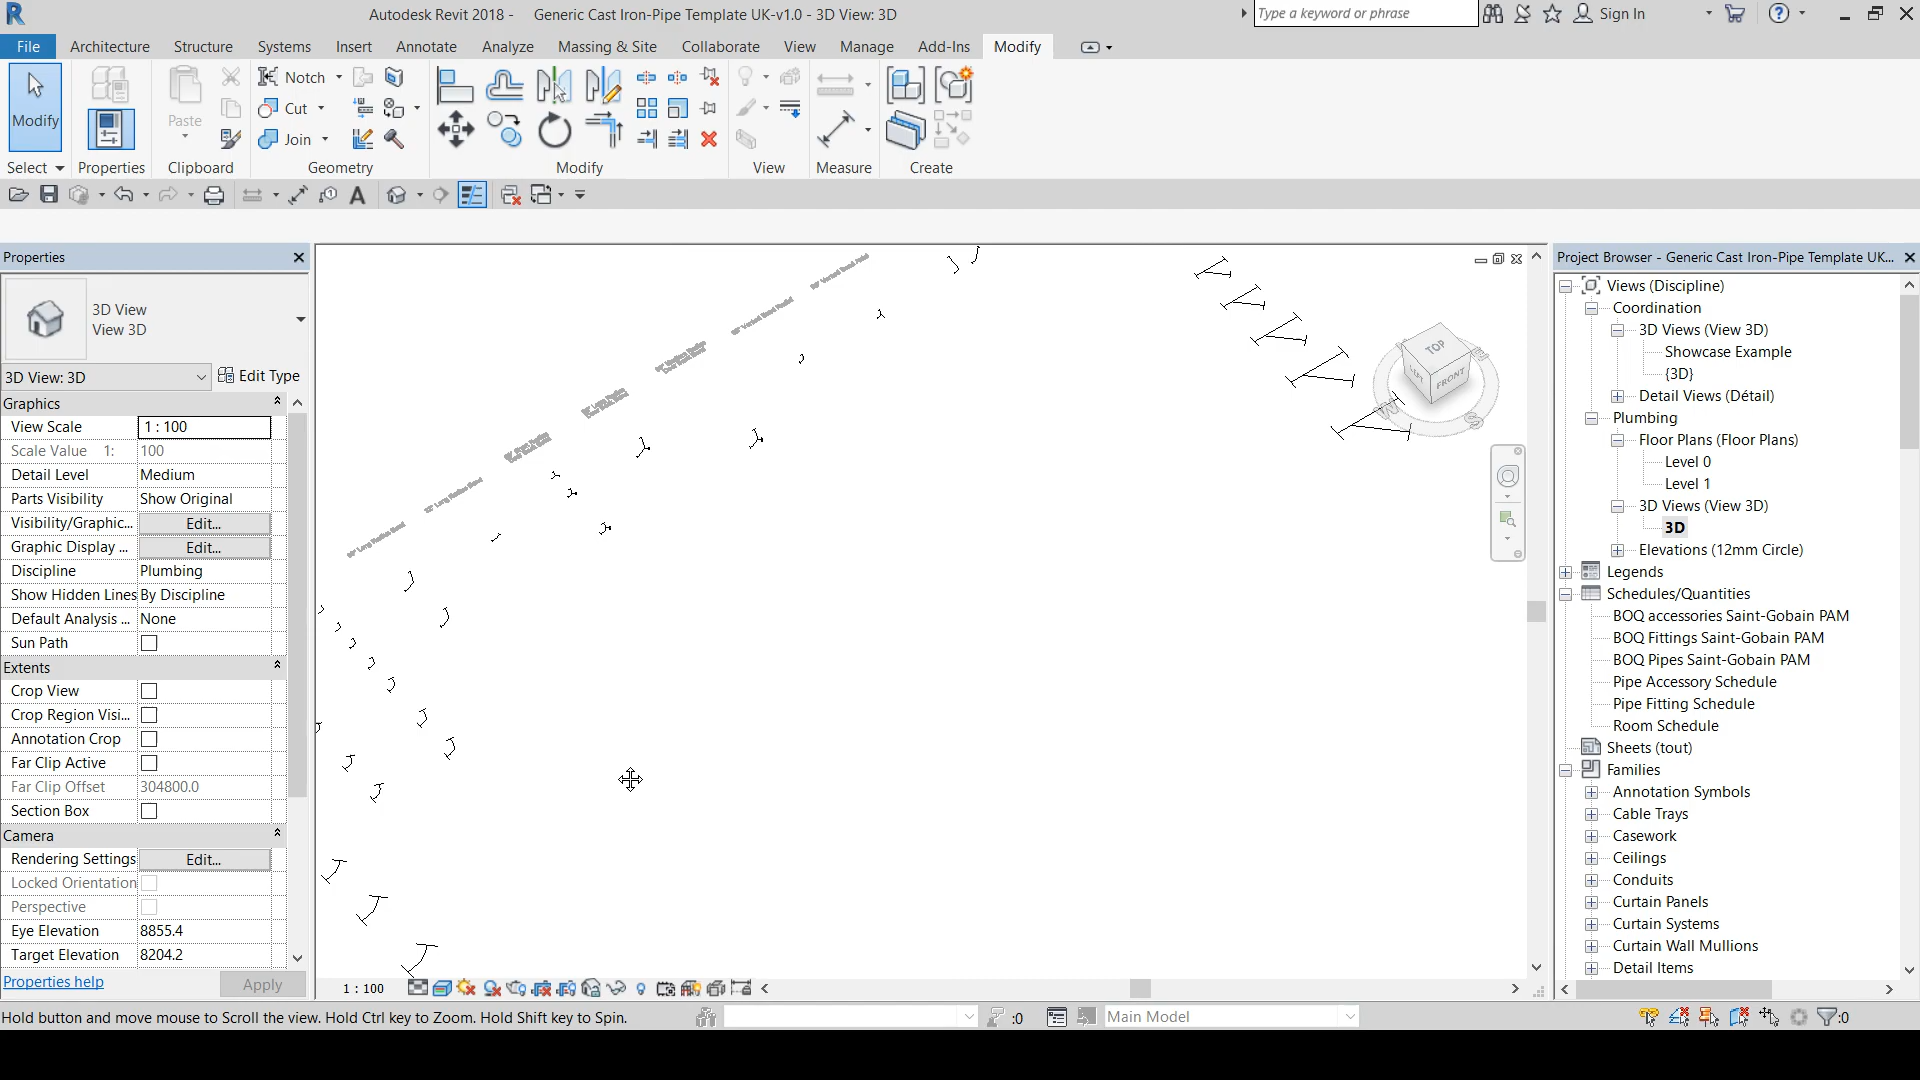 Autodesk Revit 2018 - Generic Cast Iron-Pipe Template UK-v1.0 - 3D View: 3D
Type a keyword or phrase
Sign In
File Architecture Structure Systems Insert Annotate Analyze Massing & Site Collaborate View Manage Add-Ins Modify
Modify
Paste
Notch
Cut
Join
Select Properties Clipboard Geometry Modify View Measure Create
Properties
3D View
View 3D
3D View: 3D
Edit Type
Graphics
View Scale 1 : 100
Scale Value 1: 100
Detail Level Medium
Parts Visibility Show Original
Visibility/Graphic... Edit...
Graphic Display ... Edit...
Discipline Plumbing
Show Hidden Lines By Discipline
Default Analysis ... None
Sun Path
Extents
Crop View
Crop Region Visi...
Annotation Crop
Far Clip Active
Far Clip Offset 304800.0
Section Box
Camera
Rendering Settings Edit...
Locked Orientation
Perspective
Eye Elevation 8855.4
Target Elevation 8204.2
Properties help
Apply
TOP
LEFT
FRONT
W
S
1 : 100
Project Browser - Generic Cast Iron-Pipe Template UK...
Views (Discipline)
Coordination
3D Views (View 3D)
Showcase Example
{3D}
Detail Views (Détail)
Plumbing
Floor Plans (Floor Plans)
Level 0
Level 1
3D Views (View 3D)
3D
Elevations (12mm Circle)
Legends
Schedules/Quantities
BOQ accessories Saint-Gobain PAM
BOQ Fittings Saint-Gobain PAM
BOQ Pipes Saint-Gobain PAM
Pipe Accessory Schedule
Pipe Fitting Schedule
Room Schedule
Sheets (tout)
Families
Annotation Symbols
Cable Trays
Casework
Ceilings
Conduits
Curtain Panels
Curtain Systems
Curtain Wall Mullions
Detail Items
Hold button and move mouse to Scroll the view. Hold Ctrl key to Zoom. Hold Shift key to Spin.
:0
Main Model
:0